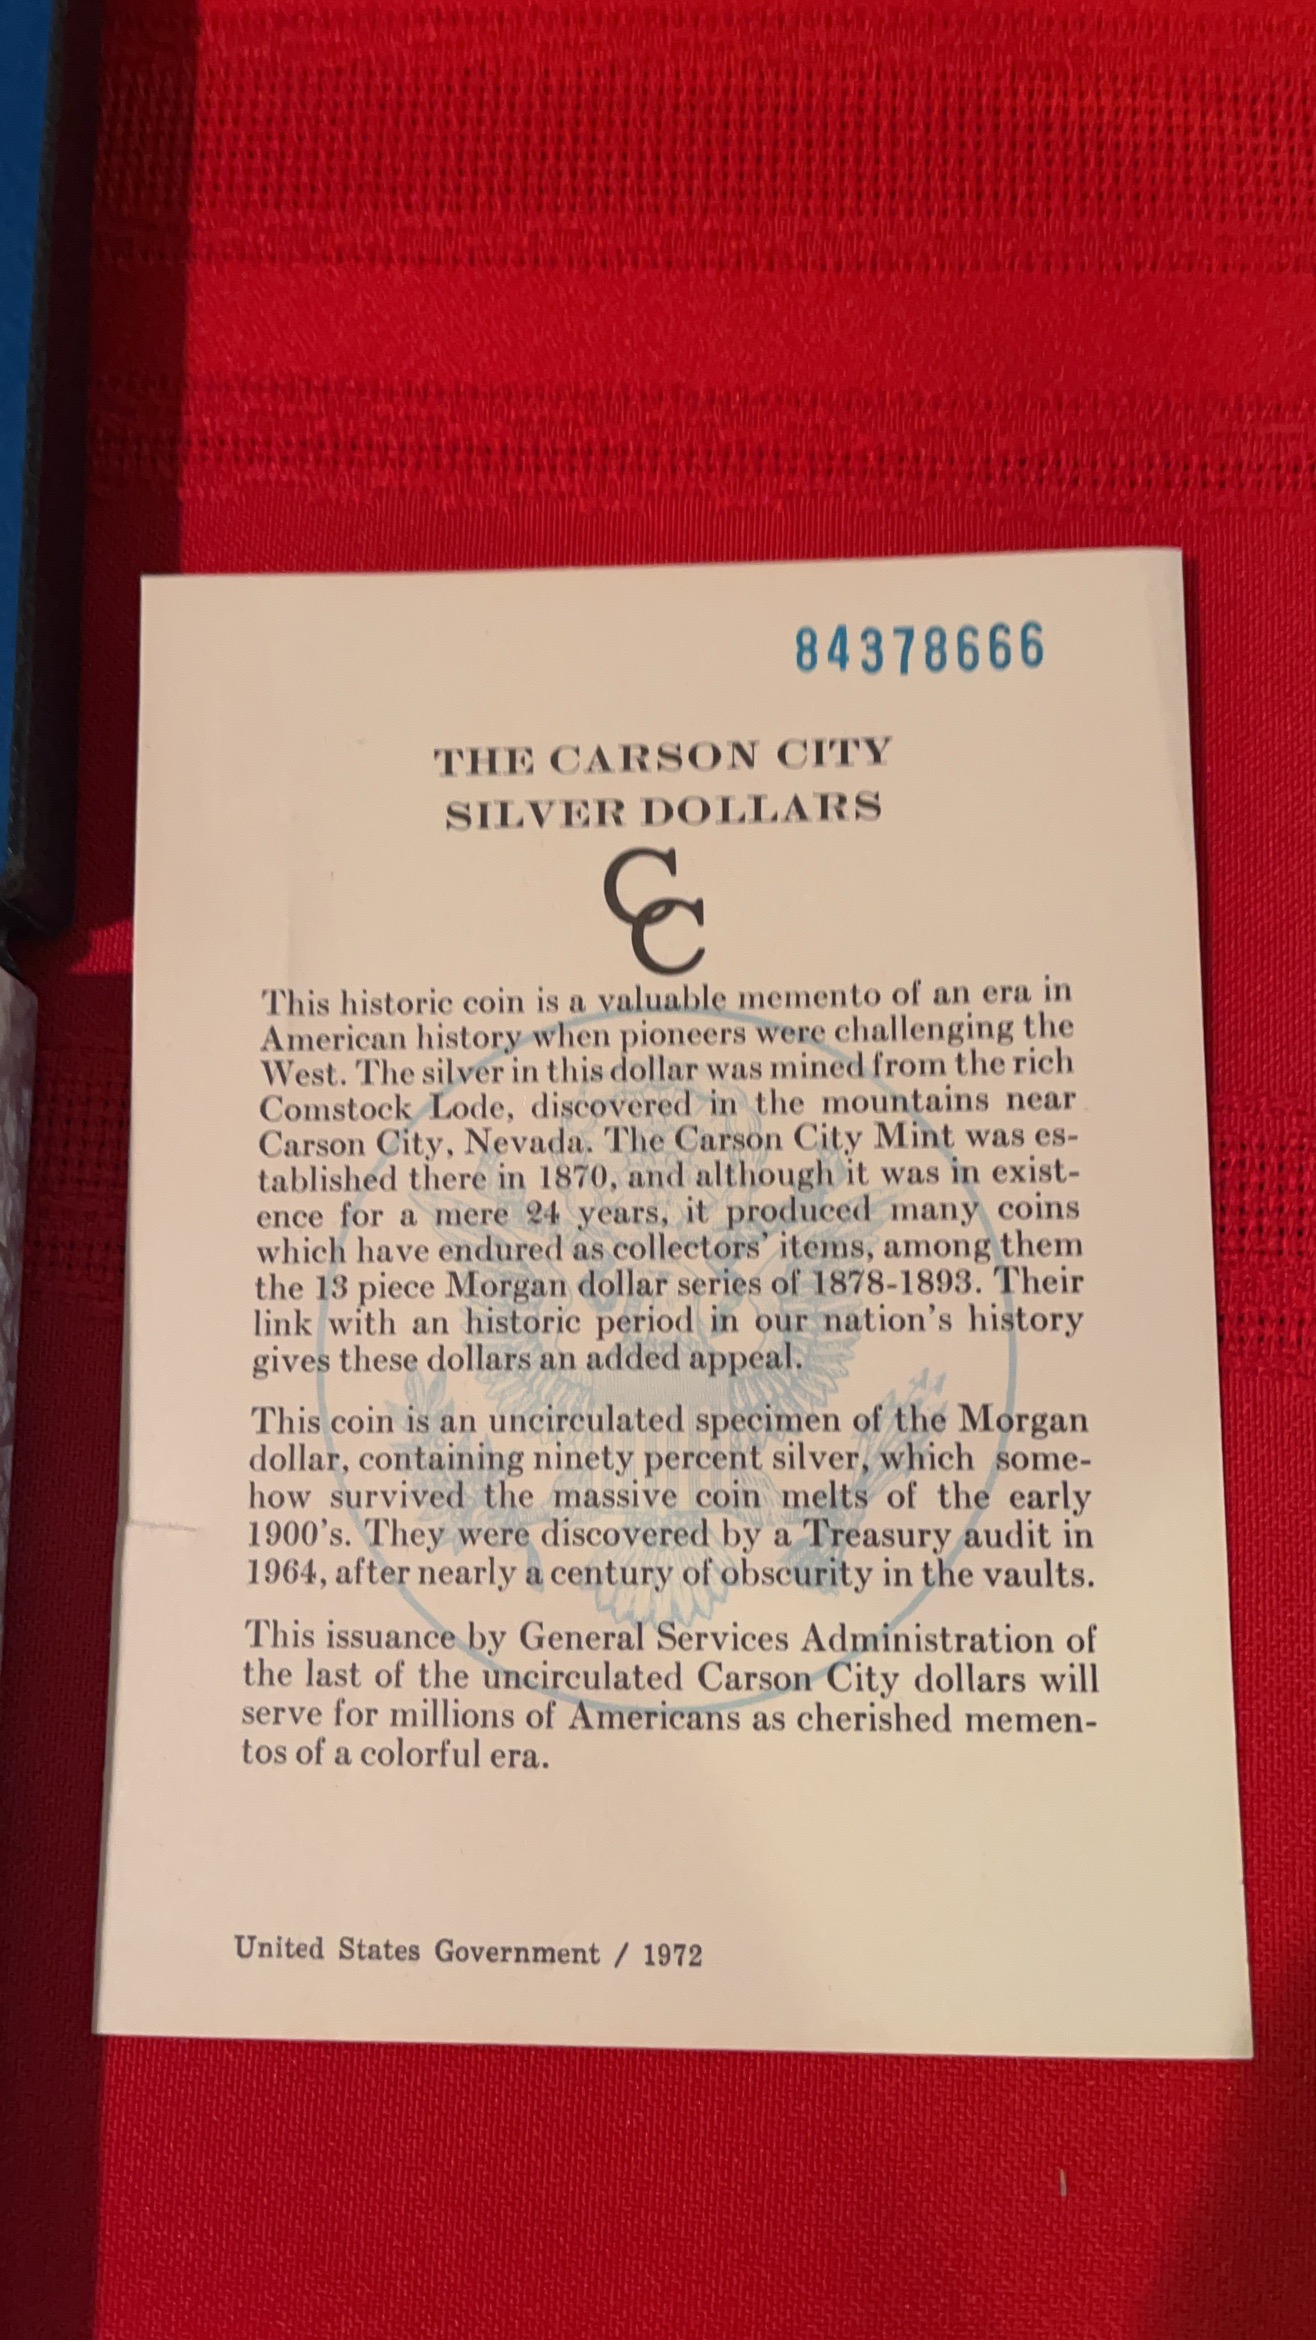 84378666
THE CARSON CITY
SILVER DOLLARS
CC
This historic coin is a valuable memento of an era in
American history when pioneers were challenging the
West. The silver in this dollar was mined from the rich
Comstock Lode, discovered in the mountains near
Carson City, Nevada. The Carson City Mint was es-
tablished there in 1870, and although it was in exist-
ence for a mere 24 years, it produced many coins
which have endured as collectors' items, among them
the 13 piece Morgan dollar series of 1878-1893. Their
link with an historic period in our nation's history
gives these dollars an added appeal.
This coin is an uncirculated specimen of the Morgan
dollar, containing ninety percent silver, which some-
how survived the massive coin melts of the early
1900's. They were discovered by a Treasury audit in
1964, after nearly a century of obscurity in the vaults.
This issuance by General Services Administration of
the last of the uncirculated Carson City dollars will
serve for millions of Americans as cherished memen-
tos of a colorful era.
United States Government / 1972